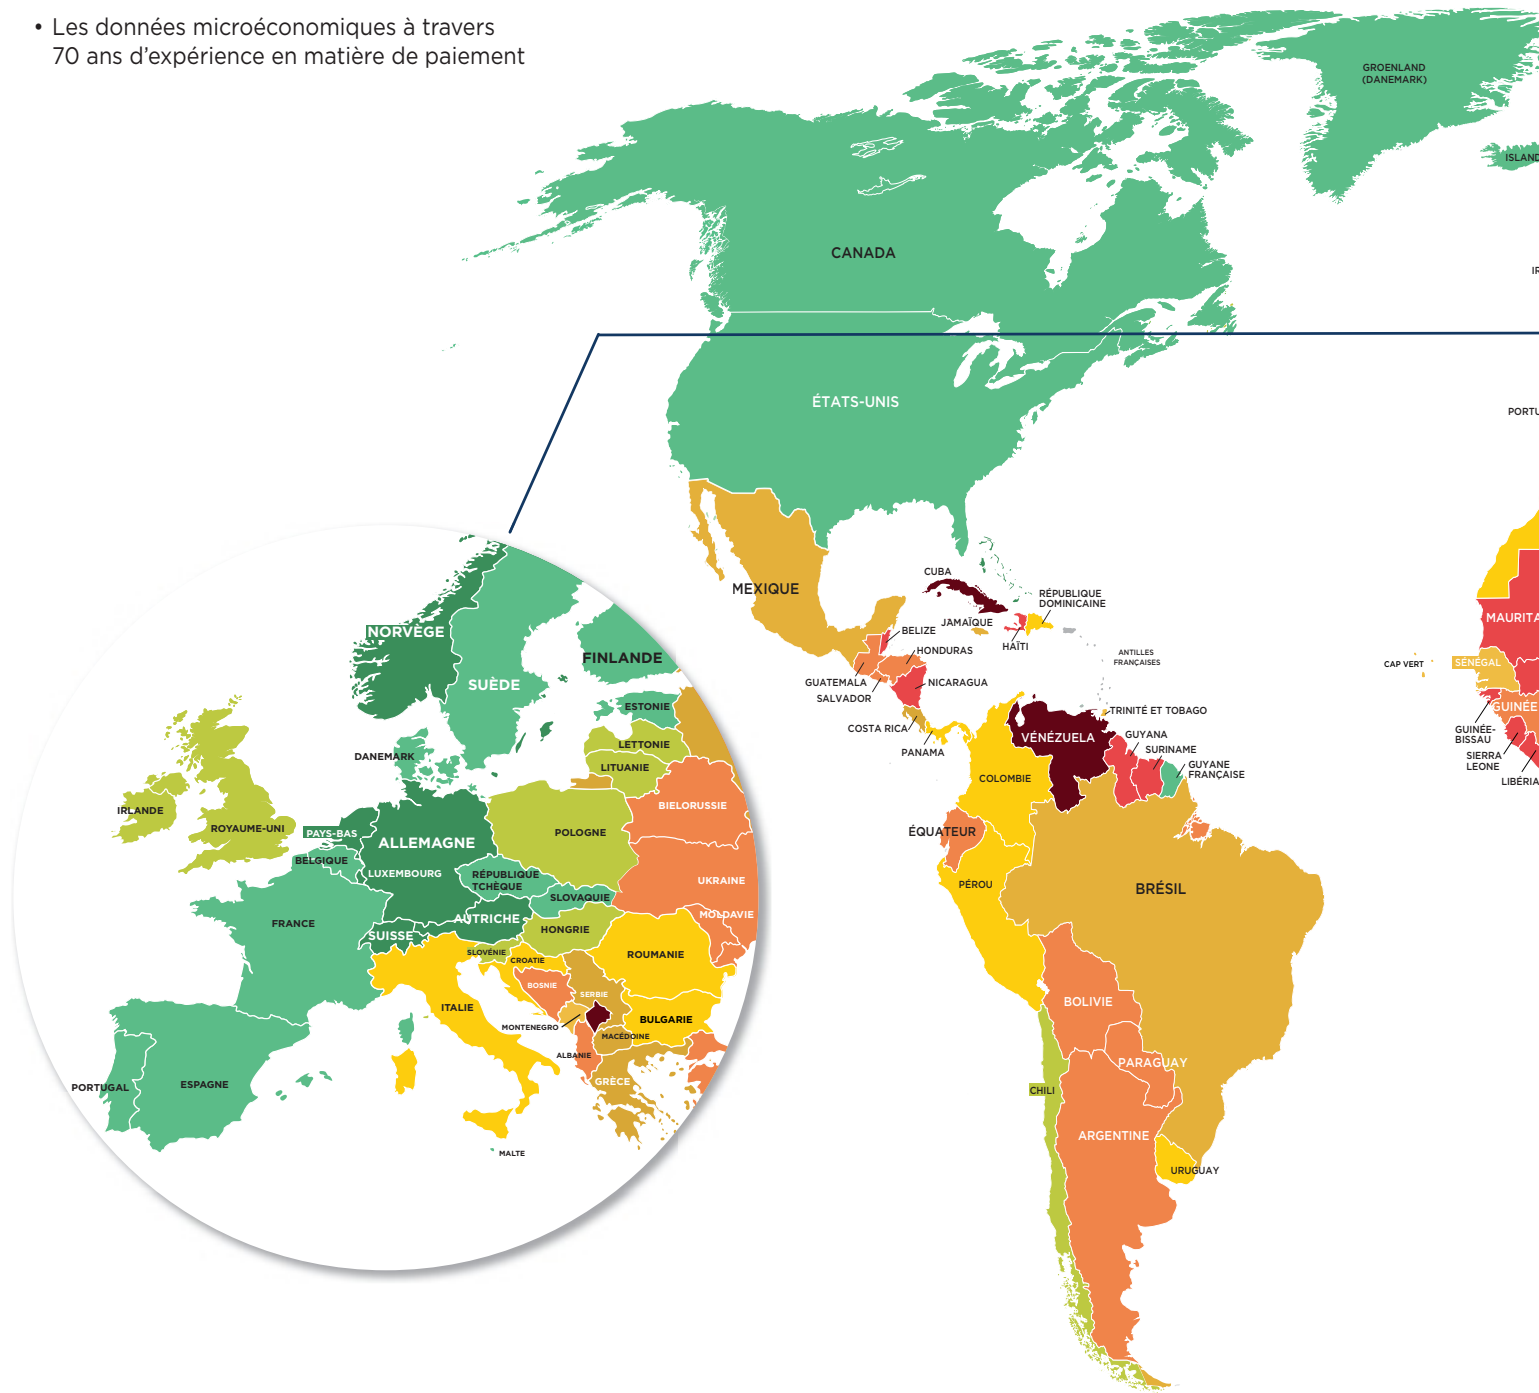 • Les données microéconomiques à travers
70 ans d'expérience en matière de paiement
GROENLAND
(DANEMARK)
ISLAND
CANADA
IR
ÉTATS-UNIS
PORTU
MEXIQUE
CUBA
RÉPUBLIQUE
DOMINICAINE
JAMAÏQUE
HAÏTI
BELIZE
HONDURAS
ANTILLES
FRANÇAISES
GUATEMALA
SALVADOR
NICARAGUA
COSTA RICA
PANAMA
TRINITÉ ET TOBAGO
VÉNÉZUELA
GUYANA
SURINAME
GUYANE
FRANÇAISE
COLOMBIE
ÉQUATEUR
PÉROU
BRÉSIL
BOLIVIE
PARAGUAY
CHILI
ARGENTINE
URUGUAY
MAURITA
CAP VERT
SÉNÉGAL
GUINÉE
GUINÉE-
BISSAU
SIERRA
LEONE
LIBÉRIA
NORVÈGE
FINLANDE
SUÈDE
ESTONIE
LETTONIE
LITUANIE
DANEMARK
BIELORUSSIE
IRLANDE
ROYAUME-UNI
PAYS-BAS
ALLEMAGNE
POLOGNE
BELGIQUE
LUXEMBOURG
RÉPUBLIQUE
TCHÈQUE
UKRAINE
SLOVAQUIE
FRANCE
AUTRICHE
MOLDAVIE
SUISSE
HONGRIE
SLOVÉNIE
CROATIE
ROUMANIE
BOSNIE
SERBIE
ITALIE
MONTENEGRO
BULGARIE
MACÉDOINE
ALBANIE
GRÈCE
PORTUGAL
ESPAGNE
MALTE